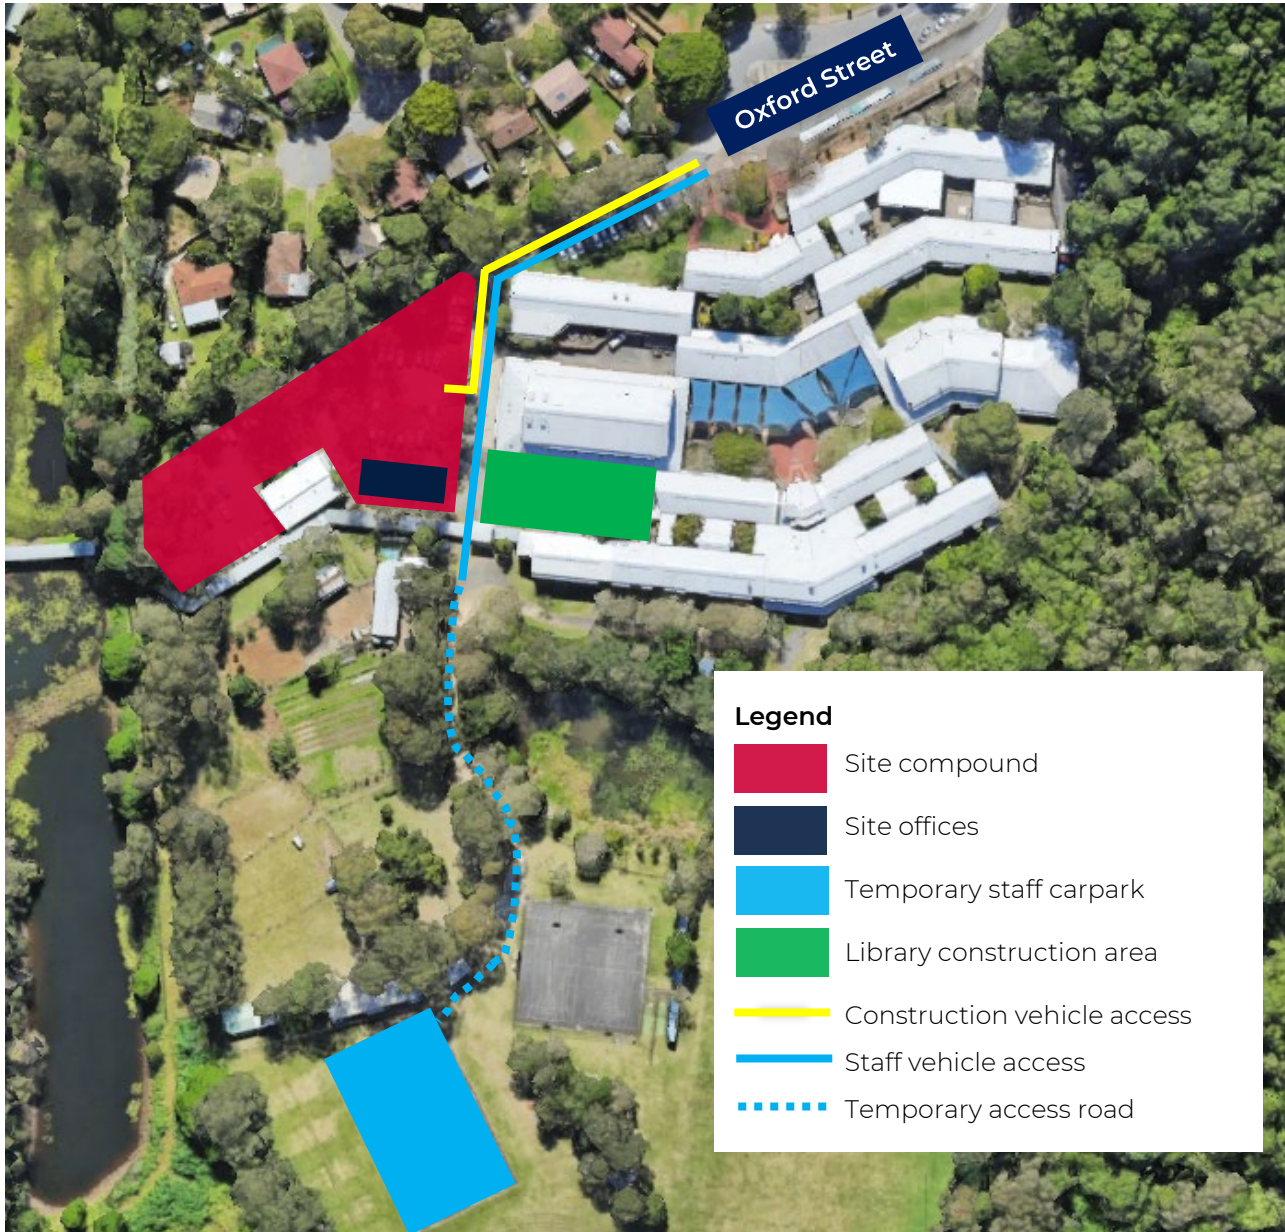 Oxford Street
Legend
Site compound
Site offices
Temporary staff carpark
Library construction area
Construction vehicle access
Staff vehicle access
Temporary access road